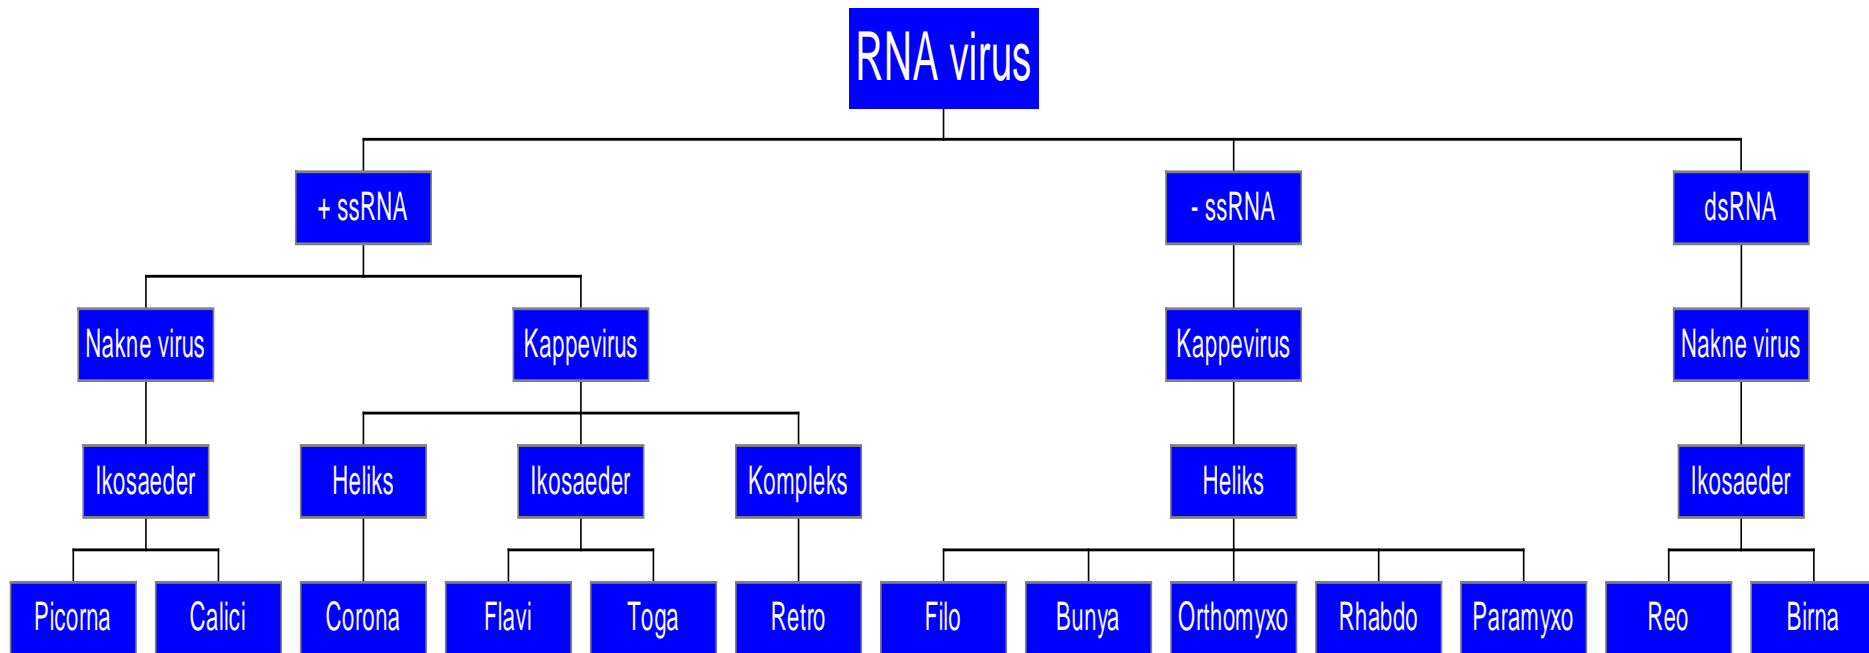 RNA virus
+ ssRNA
- ssRNA
dsRNA
Nakne virus
Kappevirus
Kappevirus
Nakne virus
Ikosaeder
Heliks
Ikosaeder
Kompleks
Heliks
Ikosaeder
Picorna
Calici
Corona
Flavi
Toga
Retro
Filo
Bunya
Orthomyxo
Rhabdo
Paramyxo
Reo
Birna